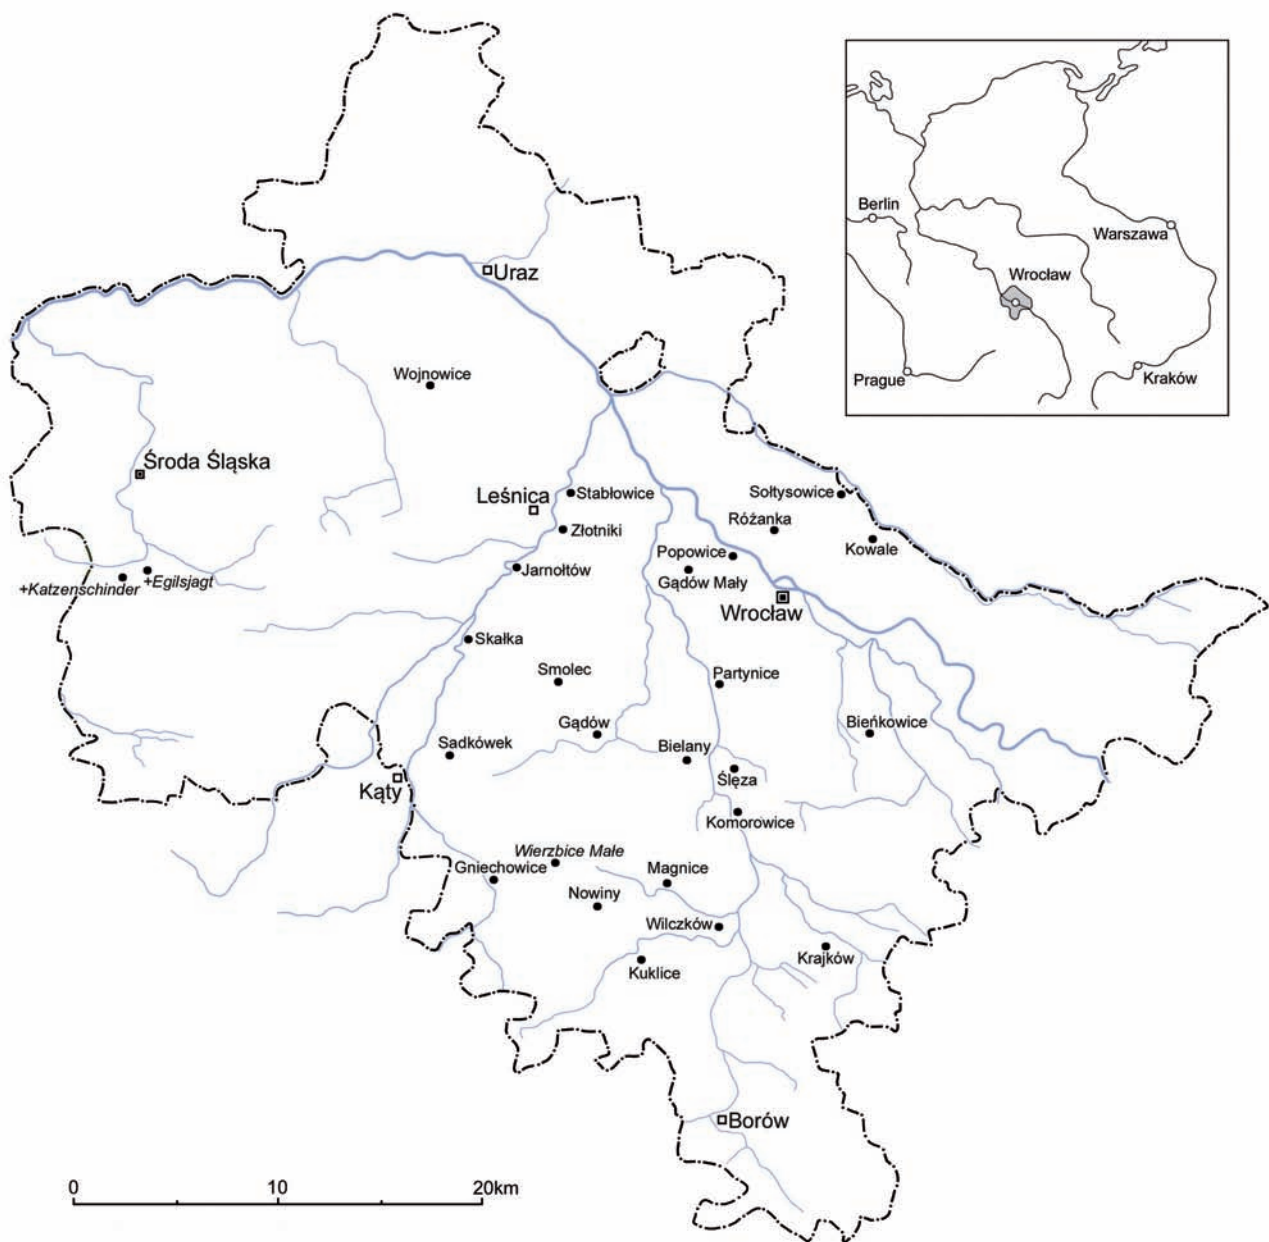 Berlin
Warszawa
Wrocław
Prague
Kraków
Uraz
Wojnowice
Środa Śląska
Leśnica
Stabłowice
Sołtysowice
Różanka
Złotniki
Kowale
Popowice
Jarnołtów
Gądów Mały
+Katzenschinder
+Egilsjagt
Wrocław
Skałka
Smolec
Partynice
Gądów
Bieńkowice
Sadkówek
Bielany
Ślęza
Kąty
Komorowice
Wierzbice Małe
Gniechowice
Magnice
Nowiny
Wilczków
Krajków
Kuklice
Borów
0 10 20km